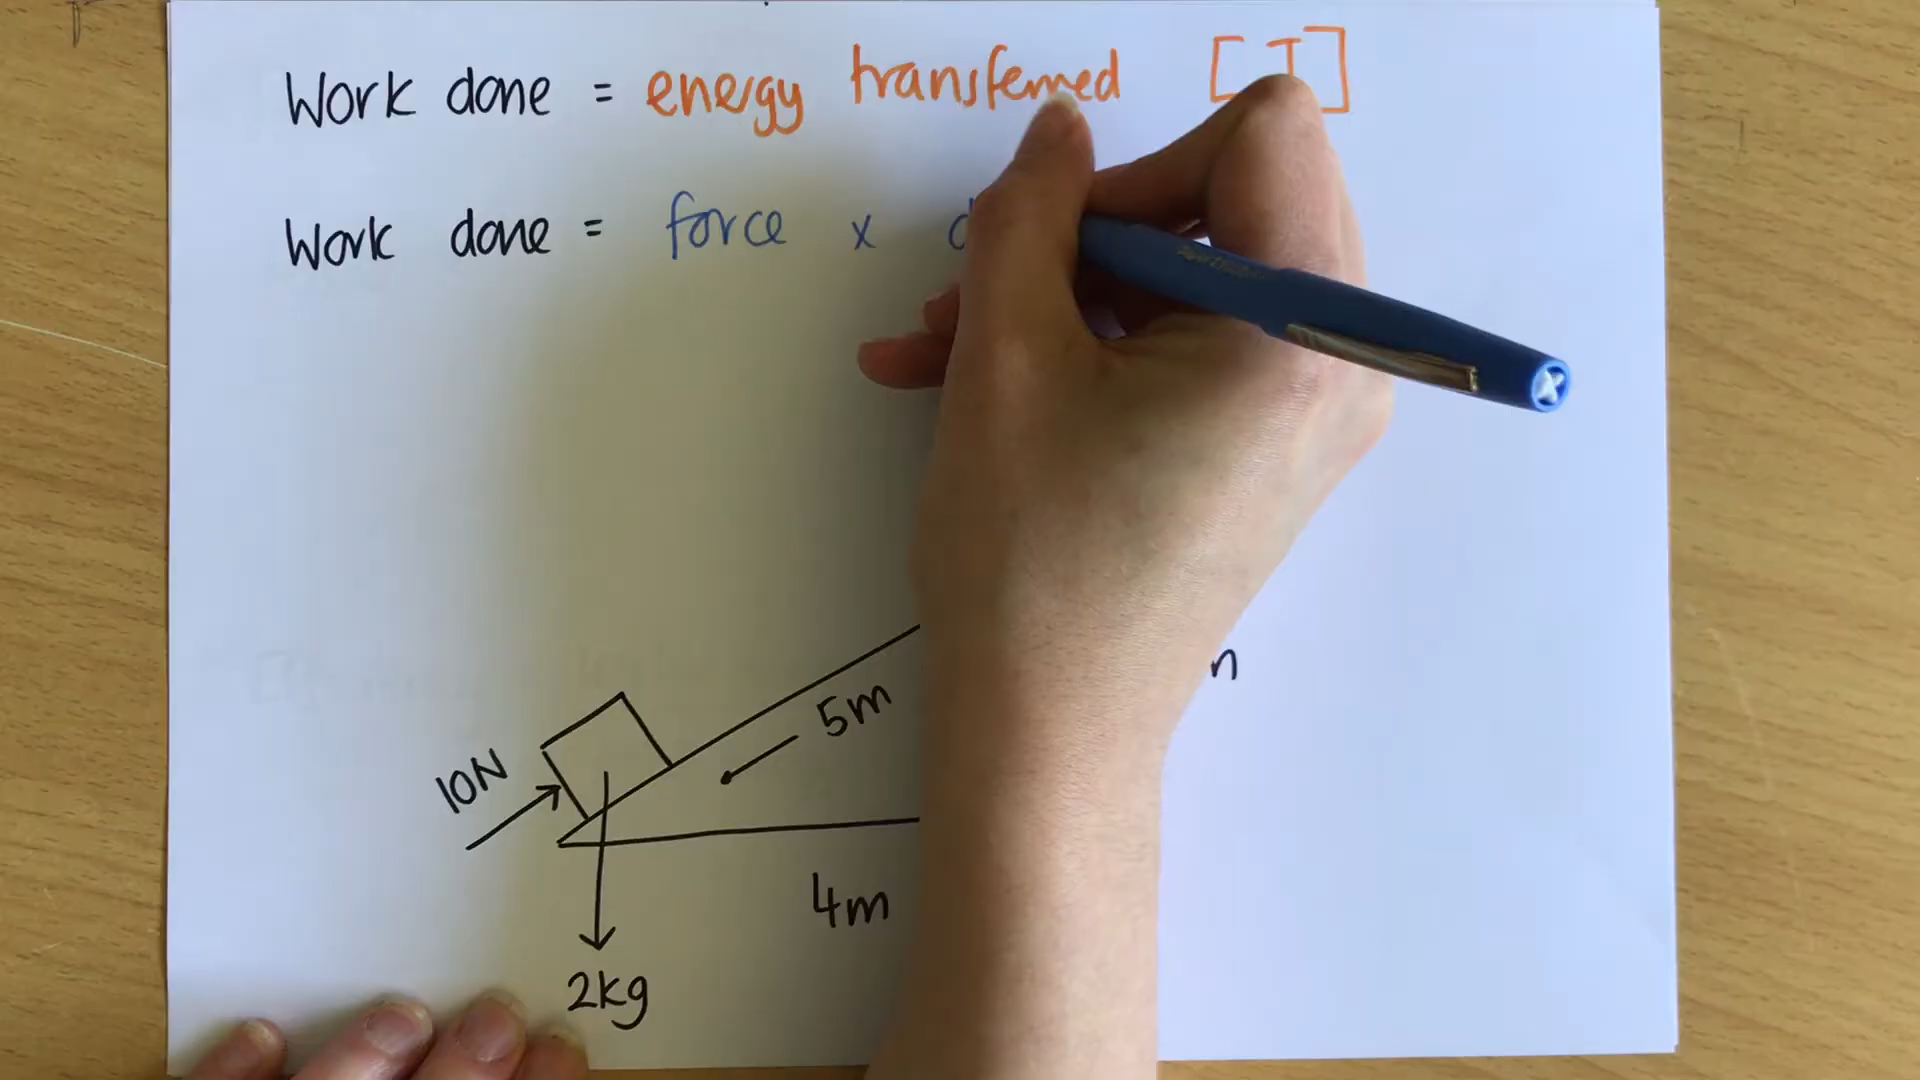 Work done = energy transferred [J]
Work done = force x
n
5m
10N
4m
2kg